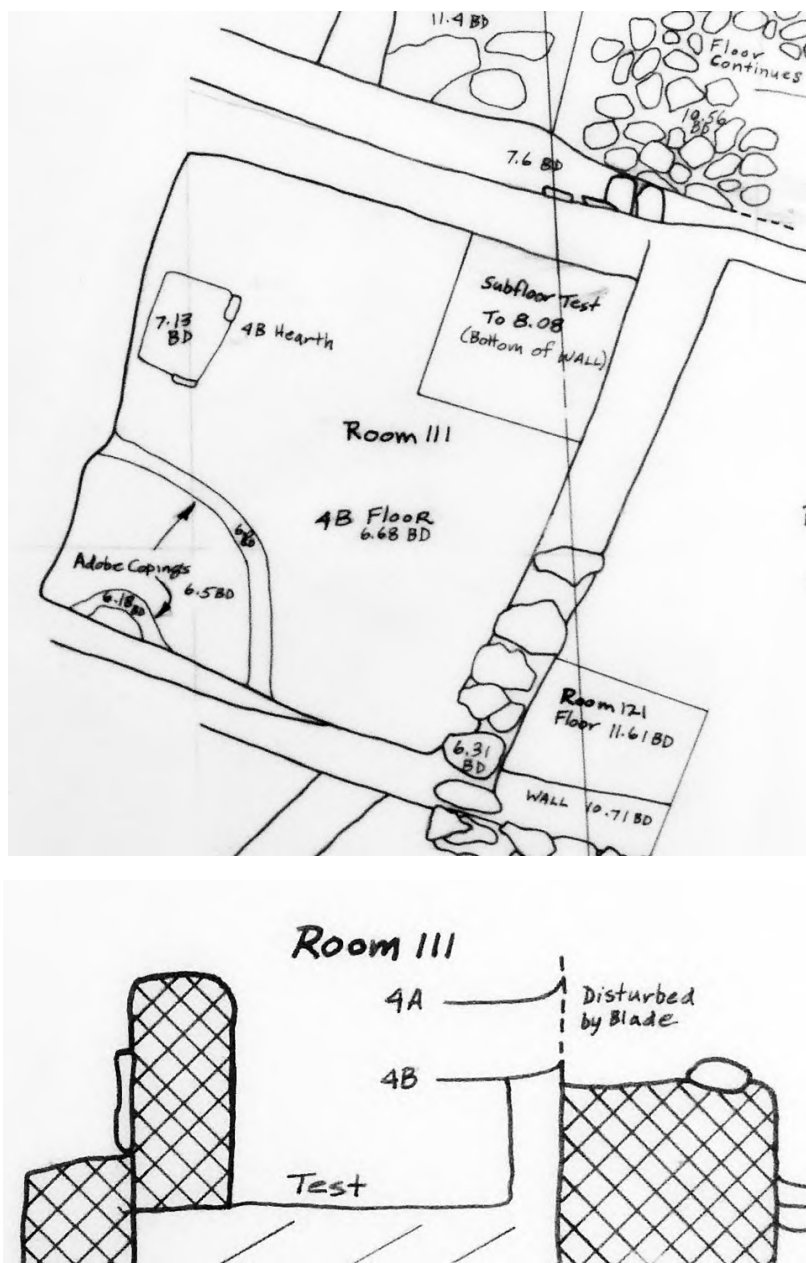 11.4 BD
Floor
Continues
10.56
BD
7.6 BD
Subfloor Test
To 8.08
(Bottom of WALL)
7.13
BD
4B Hearth
Room 111
4B Floor
6.68 BD
Adobe Copings
6.5 BD
6.18 BD
Room 121
Floor 11.61 BD
6.31
BD
WALL 10.71 BD
Room 111
4A
Disturbed
by Blade
4B
Test